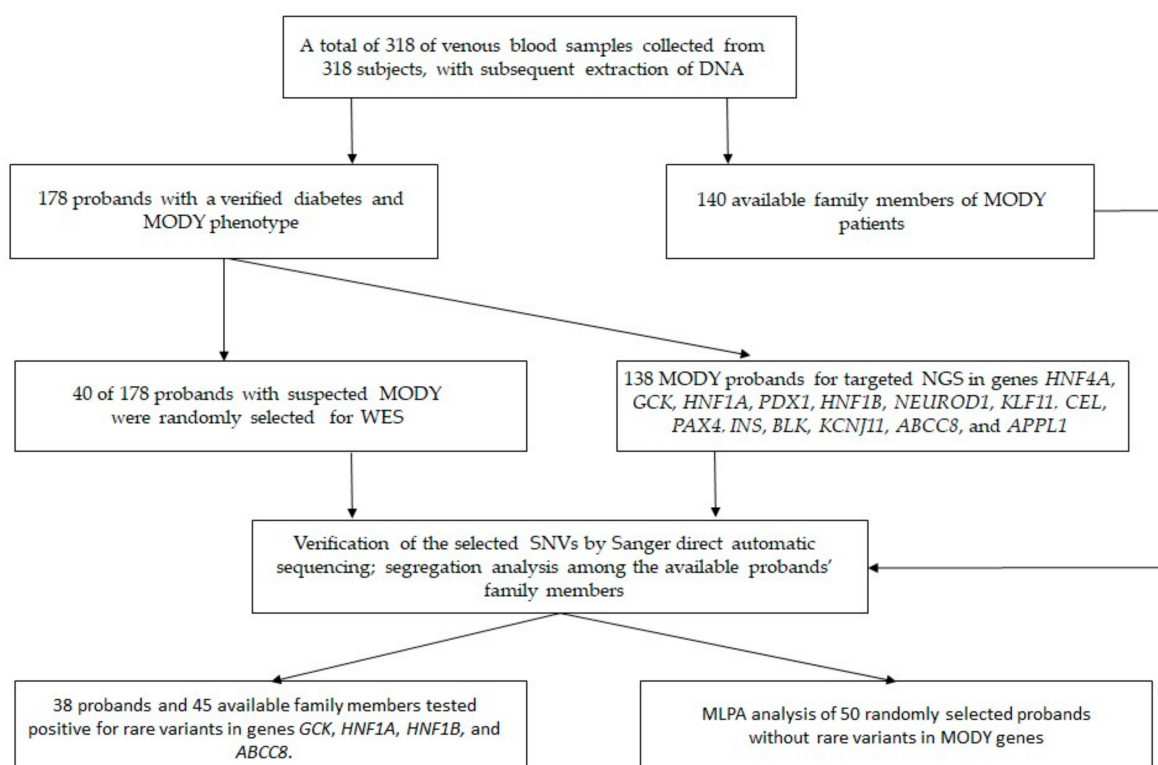 A total of 318 of venous blood samples collected from
318 subjects, with subsequent extraction of DNA
178 probands with a verified diabetes and
MODY phenotype
140 available family members of MODY
patients
40 of 178 probands with suspected MODY
were randomly selected for WES
138 MODY probands for targeted NGS in genes HNF4A,
GCK, HNF1A, PDX1, HNF1B, NEUROD1, KLF11. CEL,
PAX4. INS, BLK, KCNJ11, ABCC8, and APPL1
Verification of the selected SNVs by Sanger direct automatic
sequencing; segregation analysis among the available probands’
family members
38 probands and 45 available family members tested
positive for rare variants in genes GCK, HNF1A, HNF1B, and
ABCC8.
MLPA analysis of 50 randomly selected probands
without rare variants in MODY genes